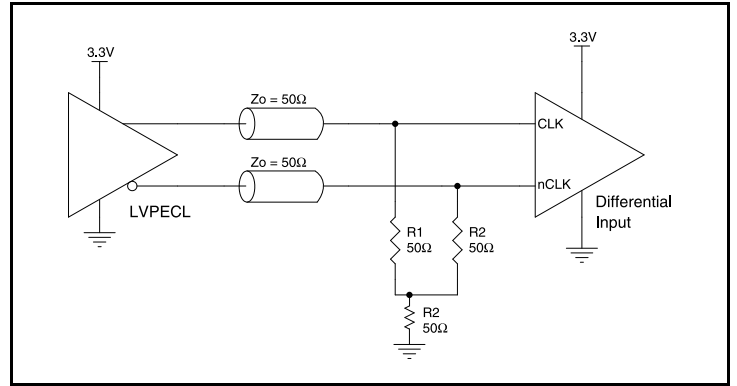 3.3V
3.3V
Zo = 50Ω
CLK
Zo = 50Ω
nCLK
LVPECL
Differential
Input
R1
50Ω
R2
50Ω
R2
50Ω